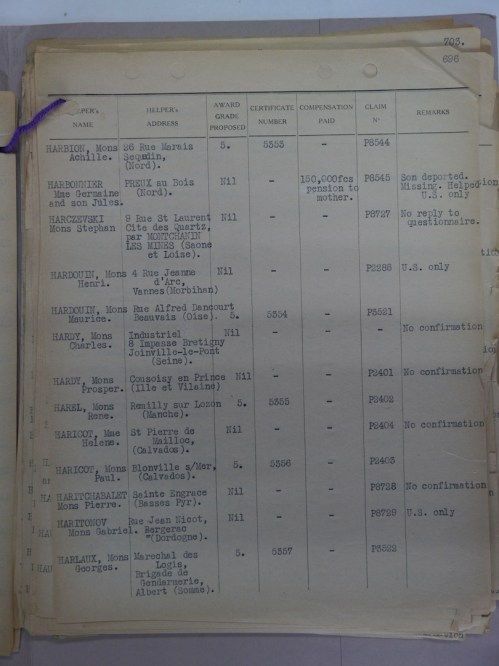 703.
696
HELPER's NAME HELPER's ADDRESS AWARD GRADE PROPOSED CERTIFICATE NUMBER COMPENSATION PAID CLAIM Nº REMARKS
HARBION, Mons 26 Rue Marais 5. 5353 - P8544
Achille. Sequdin,
(Nord).
HARBONNIER PREUX au Bois Nil - 150,000fcs P8545 Son deported.
Mme Germaine (Nord). pension to Missing. Helped
and son Jules. mother. U.S. only
HARCZEVSKI 9 Rue St Laurent Nil - - P8727 No reply to
Mons Stephan Cite des Quartz, questionnaire.
par MONTCHANIN
LES MINES (Saone
et Loise).
HARDOUIN, Mons 4 Rue Jeanne Nil - - P2288 U.S. only
Henri. d'Arc,
Vannes(Morbihan)
HARDOUIN, Mons Rue Alfred Dancourt
Maurice. Beauvais (Oise). 5. 5354 - P3521
HARDY, Mons Industriel Nil - - - No confirmation
Charles. 8 Impasse Bretigny
Joinville-le-Pont
(Seine).
HARDY, Mons Cousciay en Prince Nil - - P2401 No confirmation
Prosper. (Ille et Vilaine)
HAREL, Mons Remilly sur Lozon 5. 5355 - P2402
Rene. (Manche).
HARICOT, Mme St Pierre de Nil - - P2404 No confirmation
Helene. Mailloc,
(Calvados).
HARICOT, Mons Blonville s/Mer, 5. 5356 - P2403
Paul. (Calvados).
HARITCHABALET Sainte Engrace Nil - - P8728 No confirmation
Mons Pierre. (Basses Pyr).
HARITONOV Rue Jean Nicot, Nil - - P8729 U.S. only
Mons Gabriel. Bergerac
(Dordogne).
HARLAUX, Mons Marechal des 5. 5357 - P3522
Georges. Logis,
Brigade de
Gendarmerie,
Albert (Somme).